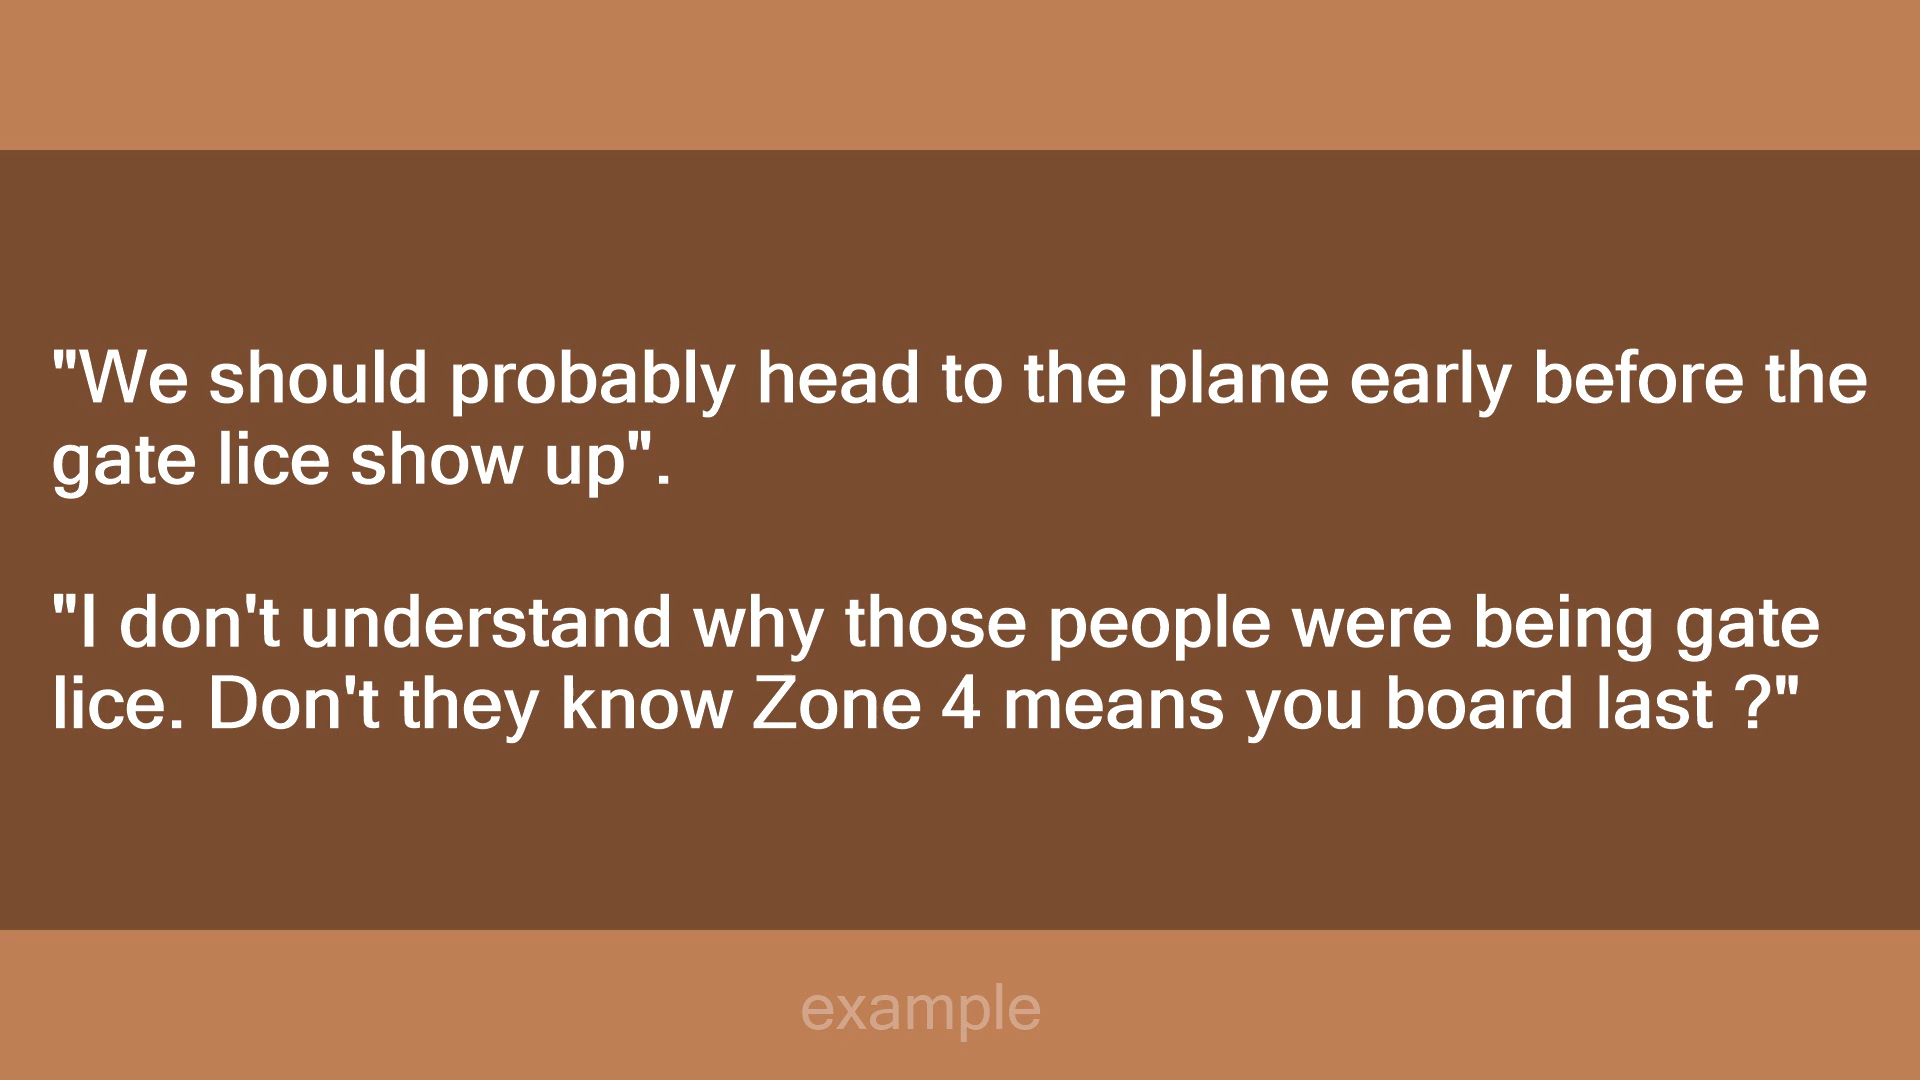 "We should probably head to the plane early before the
gate lice show up".
"I don't understand why those people were being gate
lice. Don't they know Zone 4 means you board last ?"
example